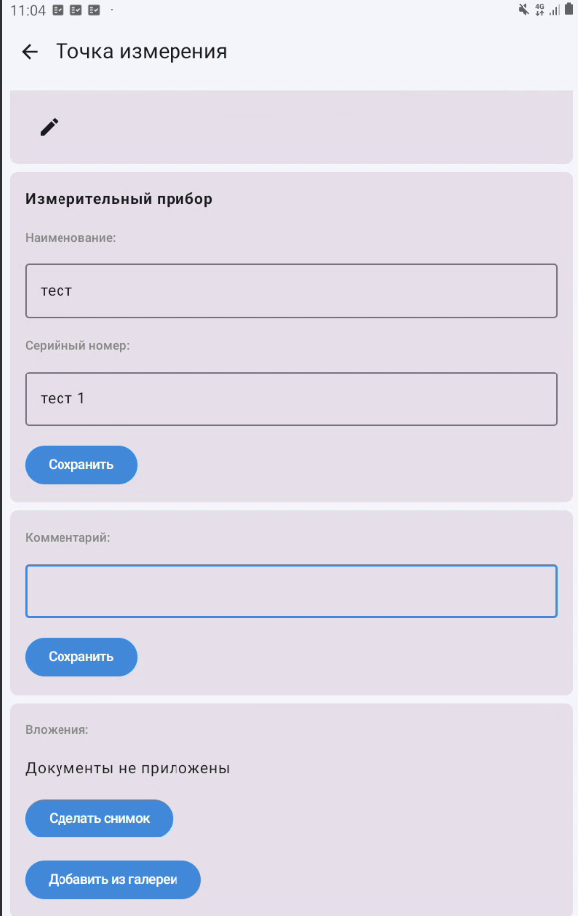 11:04
4G
Точка измерения
Измерительный прибор
Наименование:
тест
Серийный номер:
тест 1
Сохранить
Комментарий:
Сохранить
Вложения:
Документы не приложены
Сделать снимок
Добавить из галереи